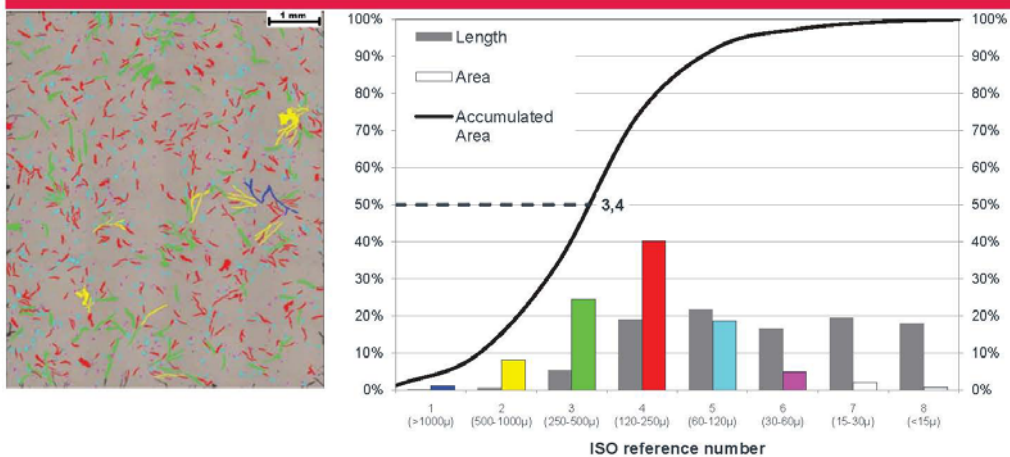 1 mm
100%
90%
80%
70%
60%
50%
40%
30%
20%
10%
0%
Length
Area
Accumulated
Area
3,4
100%
90%
80%
70%
60%
50%
40%
30%
20%
10%
0%
1 2 3 4 5 6 7 8
(>1000µ) (500-1000µ) (250-500µ) (120-250µ) (60-120µ) (30-60µ) (15-30µ) (<15µ)
ISO reference number